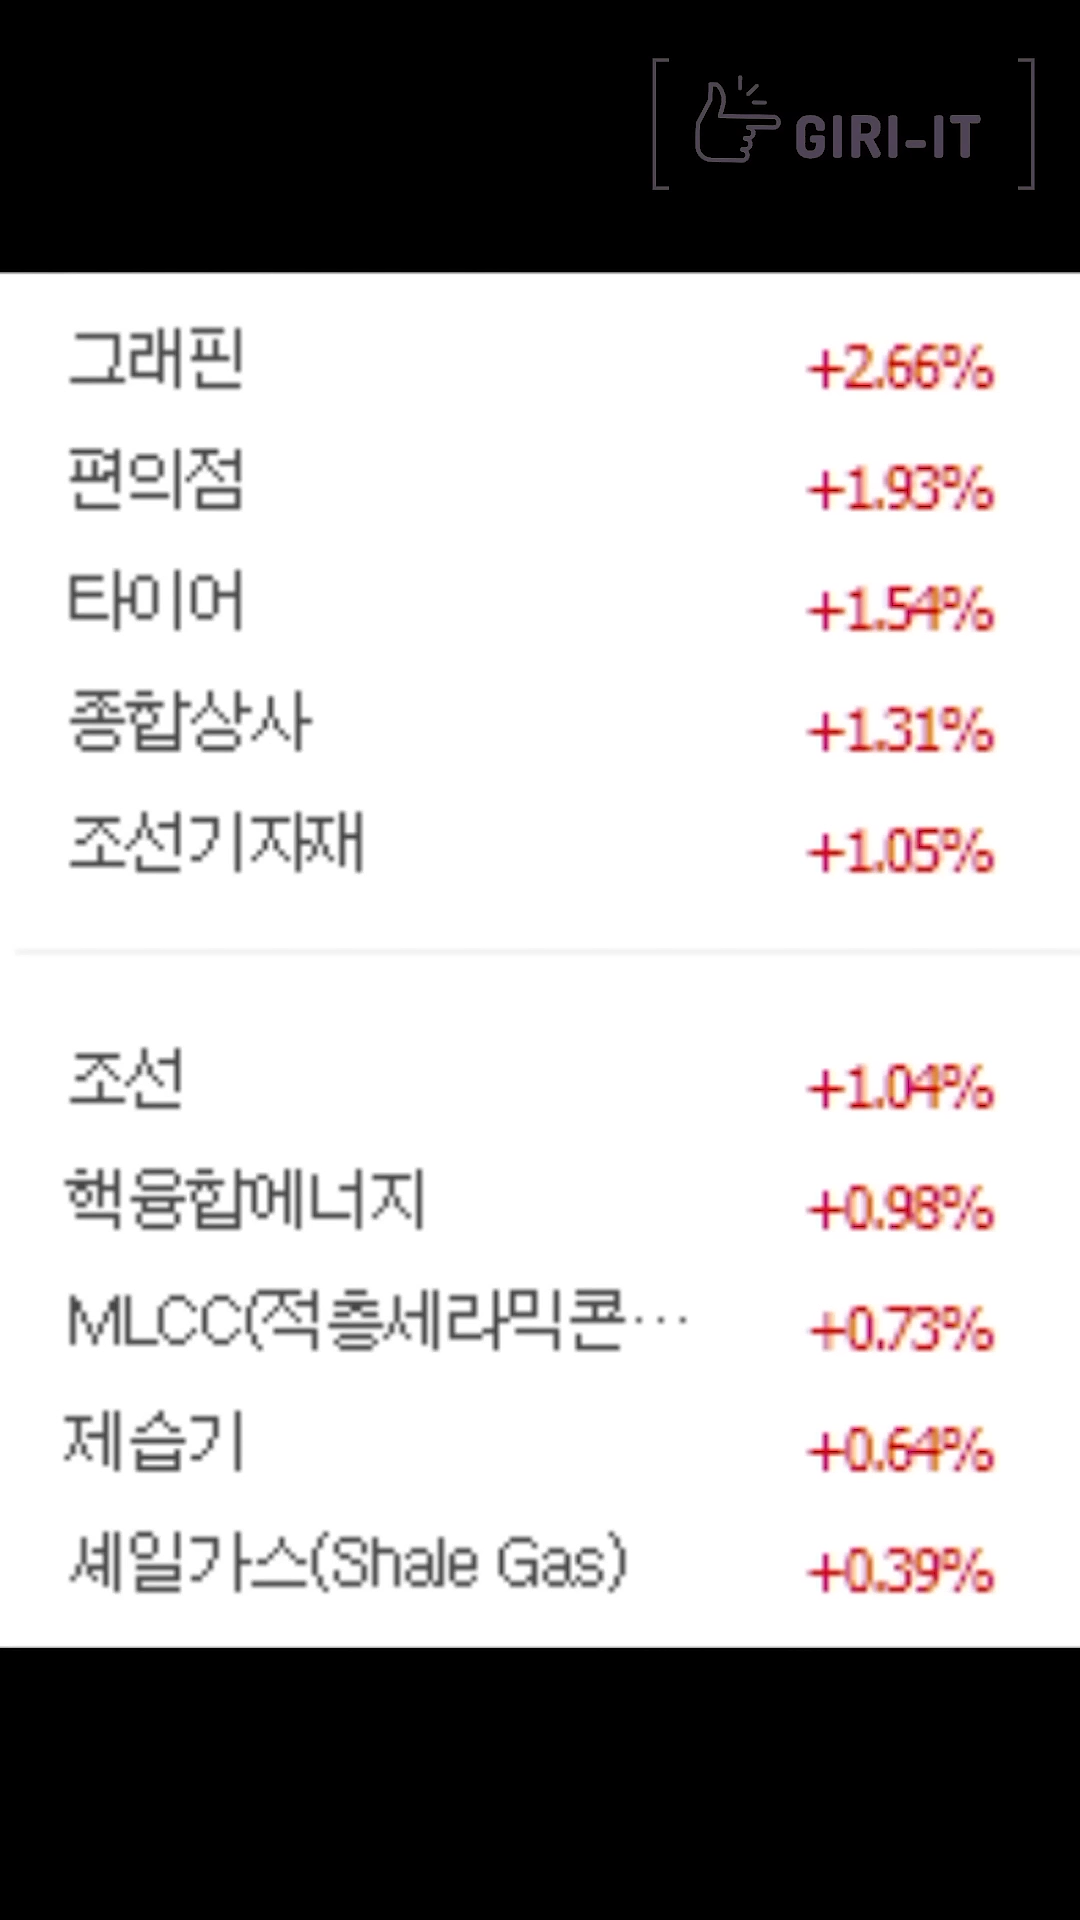 GIRI-IT
그래핀 +2.66%
편의점 +1.93%
타이어 +1.54%
종합상사 +1.31%
조선기자재 +1.05%
조선 +1.04%
핵융합에너지 +0.98%
MLCC(적층세라믹콘… +0.73%
제습기 +0.64%
셰일가스(Shale Gas) +0.39%